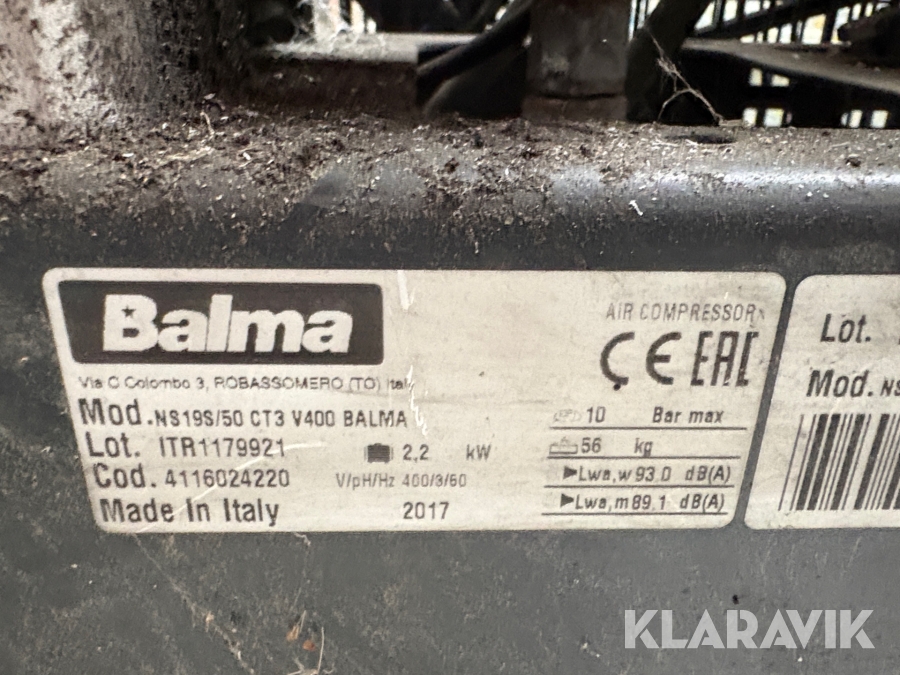 Balma
Via C Colombo 3, ROBASSOMERO (TO) Italy
Mod. NS19S/50 CT3 V400 BALMA
Lot. ITR1179921
Cod. 4116024220
Made In Italy
2,2 kW
V/pH/Hz 400/3/60
2017
AIR COMPRESSOR
CE EAC
10 Bar max
56 kg
Lwa,w 93.0 dB(A)
Lwa,m 89.1 dB(A)
Lot.
Mod. NS
KLARAVIK